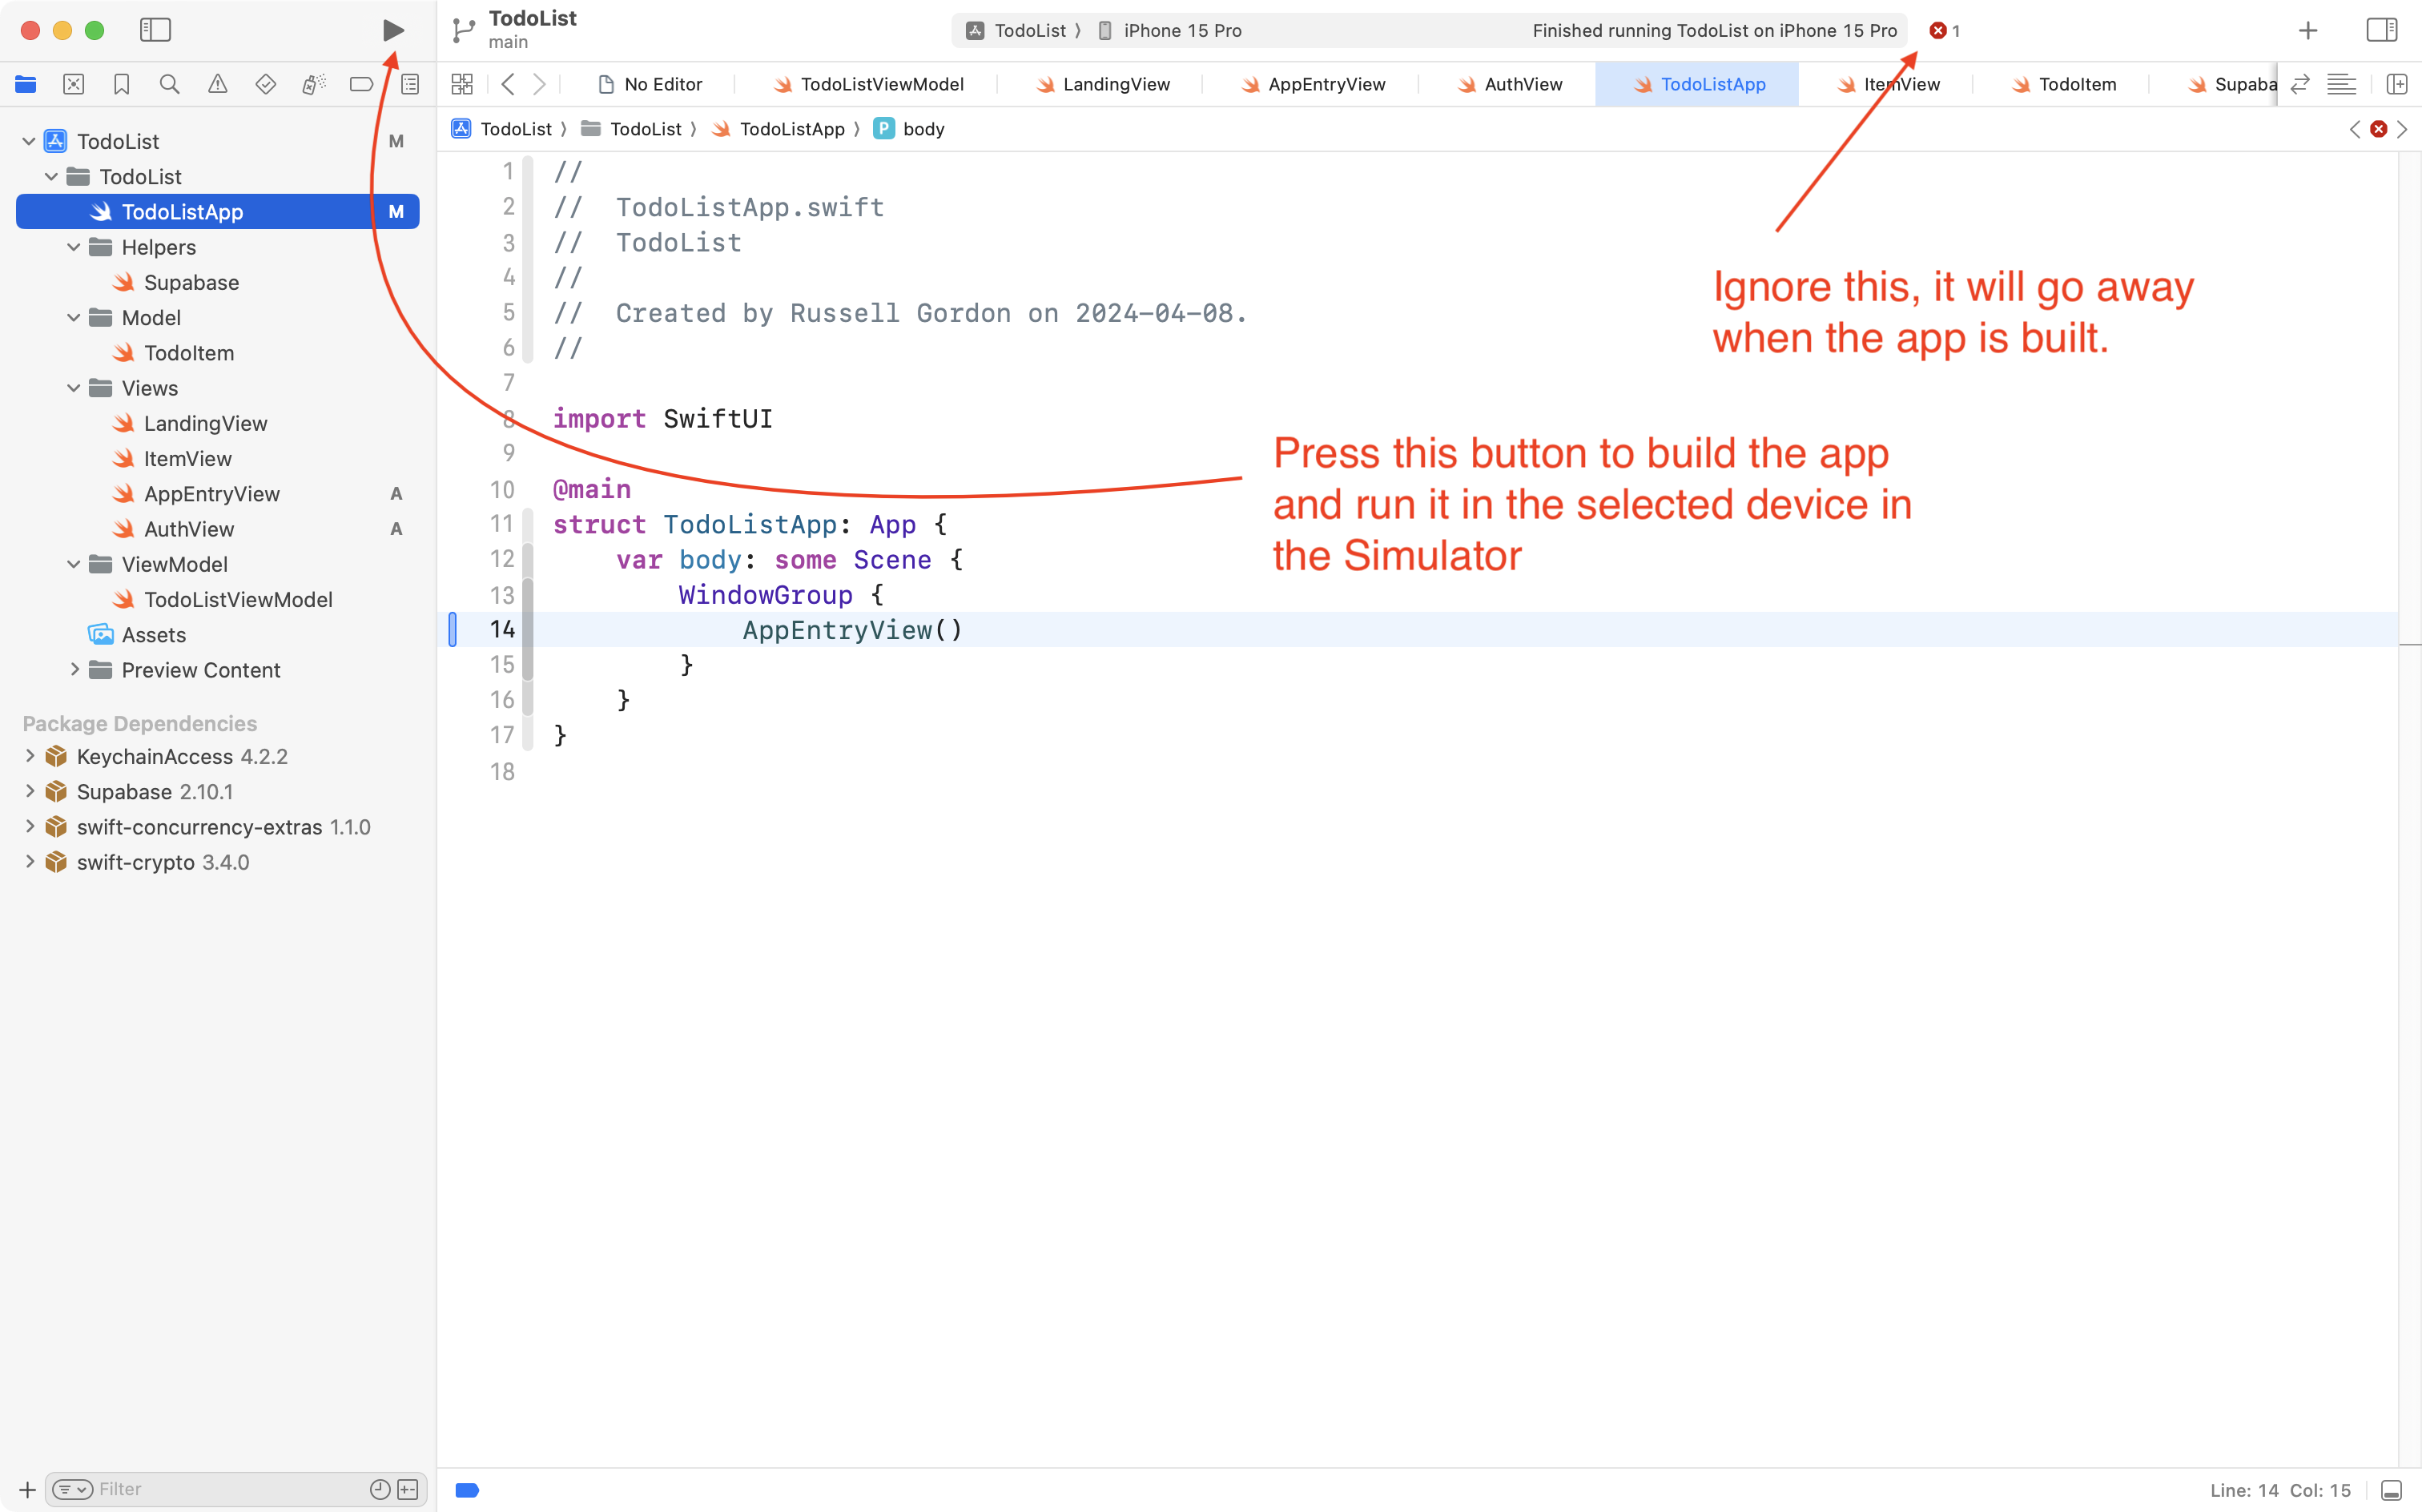 TodoList
main
TodoList 〉 iPhone 15 Pro
Finished running TodoList on iPhone 15 Pro
1
No Editor
TodoListViewModel
LandingView
AppEntryView
AuthView
TodoListApp
ItemView
TodoItem
Supaba
TodoList 〉 TodoList 〉 TodoListApp 〉 P body
TodoList M
TodoList
TodoListApp M
Helpers
Supabase
Model
TodoItem
Views
LandingView
ItemView
AppEntryView A
AuthView A
ViewModel
TodoListViewModel
Assets
Preview Content
Package Dependencies
KeychainAccess 4.2.2
Supabase 2.10.1
swift-concurrency-extras 1.1.0
swift-crypto 3.4.0
Filter
1 //
2 //  TodoListApp.swift
3 //  TodoList
4 //
5 //  Created by Russell Gordon on 2024-04-08.
6 //
7
8 import SwiftUI
9
10 @main
11 struct TodoListApp: App {
12     var body: some Scene {
13         WindowGroup {
14             AppEntryView()
15         }
16     }
17 }
18
Ignore this, it will go away
when the app is built.
Press this button to build the app
and run it in the selected device in
the Simulator
Line: 14 Col: 15